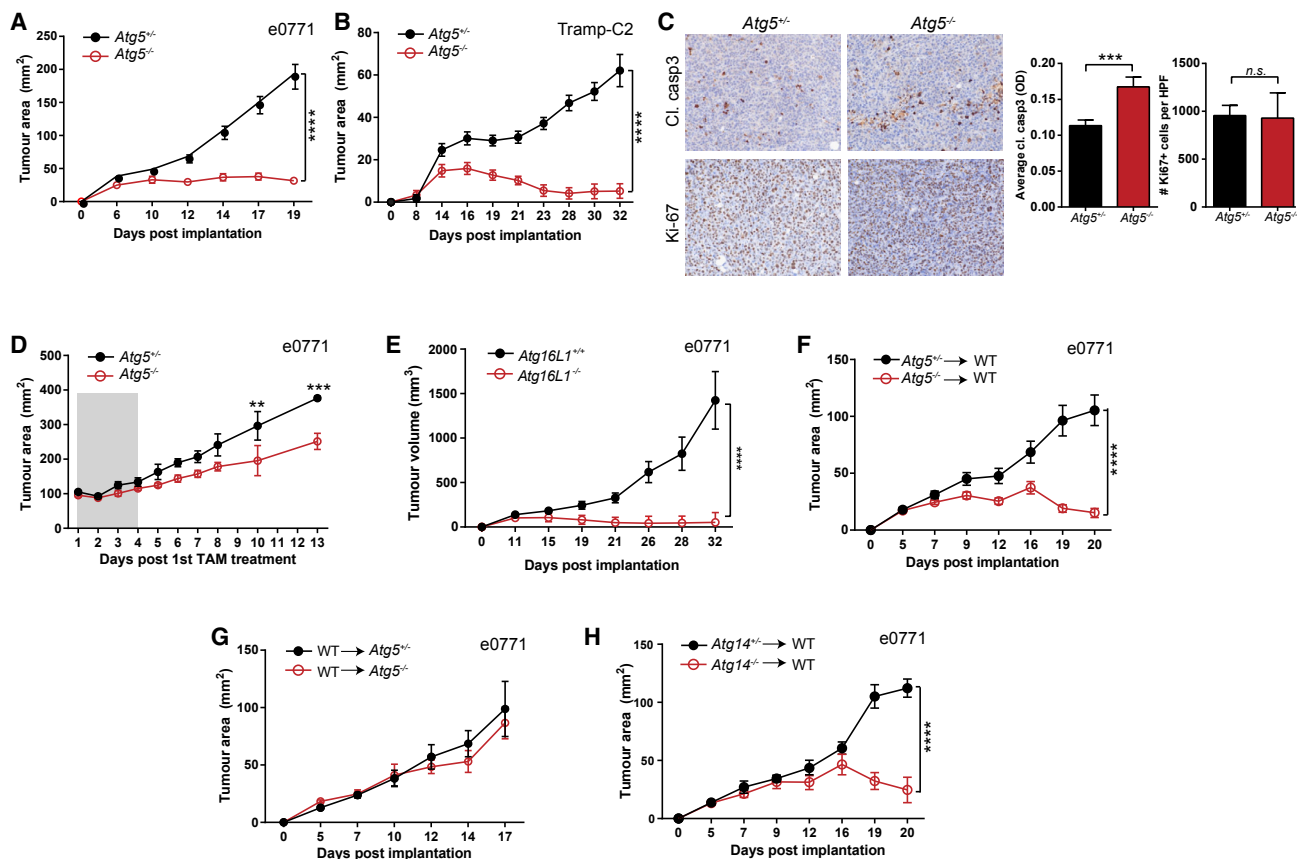 A
e0771
Atg5+/-
Atg5-/-
Tumour area (mm2)
250
200
150
100
50
0
0 6 10 12 14 17 19
Days post implantation
****
B
Tramp-C2
Atg5+/-
Atg5-/-
Tumour area (mm2)
80
60
40
20
0
0 8 14 16 19 21 23 28 30 32
Days post implantation
****
C
Atg5+/-
Atg5-/-
Cl. casp3
Ki-67
Average cl. casp3 (OD)
0.20
0.15
0.10
0.05
0.00
***
Atg5+/-
Atg5-/-
# Ki67+ cells per HPF
1500
1000
500
0
n.s.
Atg5+/-
Atg5-/-
D
e0771
Atg5+/-
Atg5-/-
Tumour area (mm2)
500
400
300
200
100
0
1 2 3 4 5 6 7 8 9 10 11 12 13
Days post 1st TAM treatment
**
***
E
e0771
Atg16L1+/+
Atg16L1-/-
Tumour volume (mm3)
2000
1500
1000
500
0
0 11 15 19 21 26 28 32
Days post implantation
****
F
e0771
Atg5+/- → WT
Atg5-/- → WT
Tumour area (mm2)
150
100
50
0
0 5 7 9 12 16 19 20
Days post implantation
****
G
e0771
WT → Atg5+/-
WT → Atg5-/-
Tumour area (mm2)
150
100
50
0
0 5 7 10 12 14 17
Days post implantation
H
e0771
Atg14+/- → WT
Atg14-/- → WT
Tumour area (mm2)
150
100
50
0
0 5 7 9 12 16 19 20
Days post implantation
****